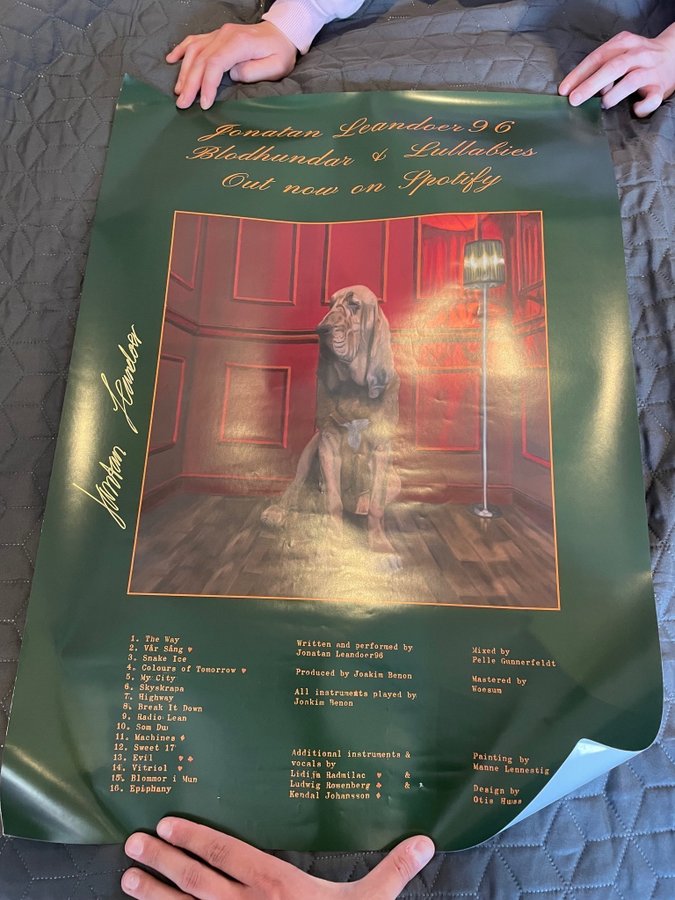 Jonatan Leandoer96
Blodhundar & Lullabies
Out now on Spotify
Jonatan Leandoer
1. The Way
2. Vår Sång ♥
3. Snake Ice
4. Colours of Tomorrow ♥
5. My City
6. Skyskrapa
7. Highway
8. Break It Down
9. Radio Lean
10. Som Du
11. Machines ♦
12. Sweet 17
13. Evil ♥♣
14. Vitriol ♥
15. Blommor i Mun
16. Epiphany
Written and performed by
Jonatan Leandoer96
Produced by Joakim Benon
All instruments played by
Joakim Benon
Additional instruments &
vocals by
Lidija Radmilac ♥ &
Ludwig Rosenberg ♣ &
Kendal Johansson ♦
Mixed by
Pelle Gunnerfeldt
Mastered by
Woesum
Painting by
Manne Lennestig
Design by
Otis Huss